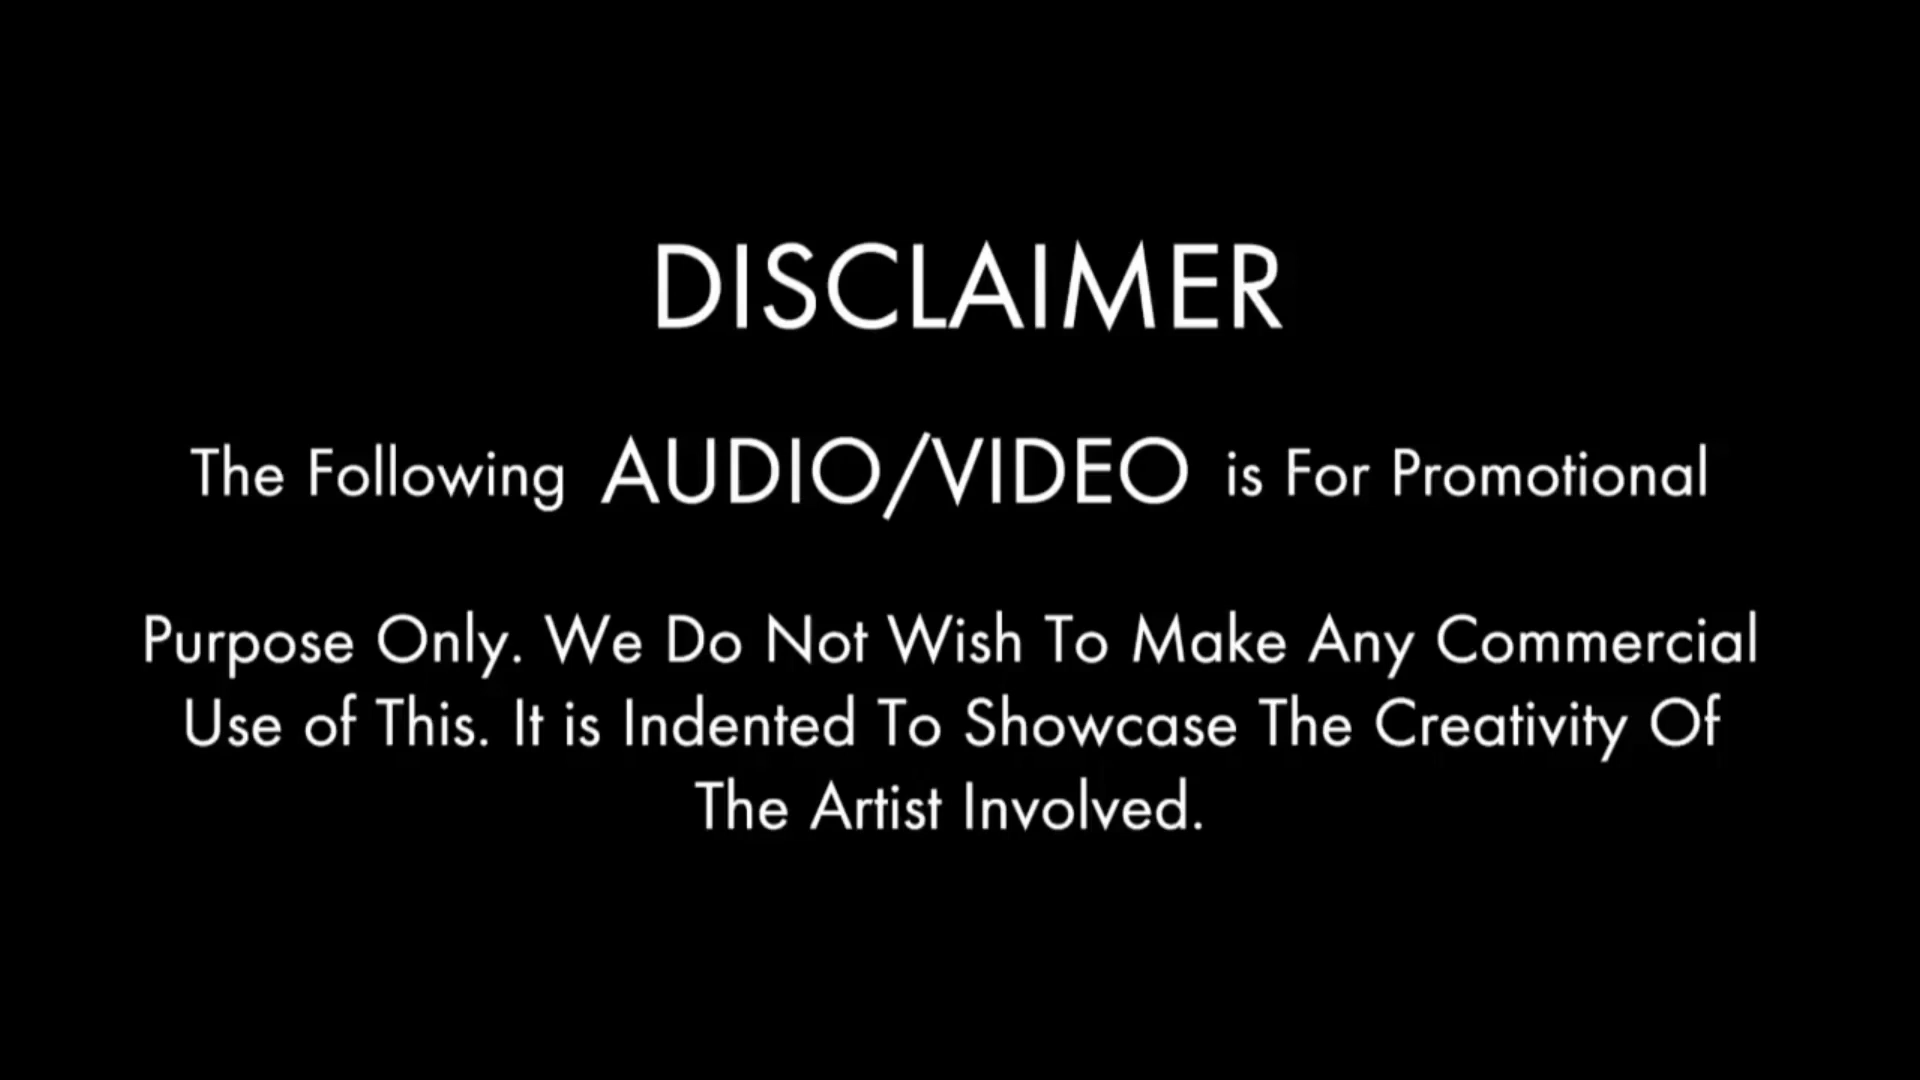 DISCLAIMER
The Following AUDIO/VIDEO is For Promotional
Purpose Only. We Do Not Wish To Make Any Commercial
Use of This. It is Indented To Showcase The Creativity Of
The Artist Involved.